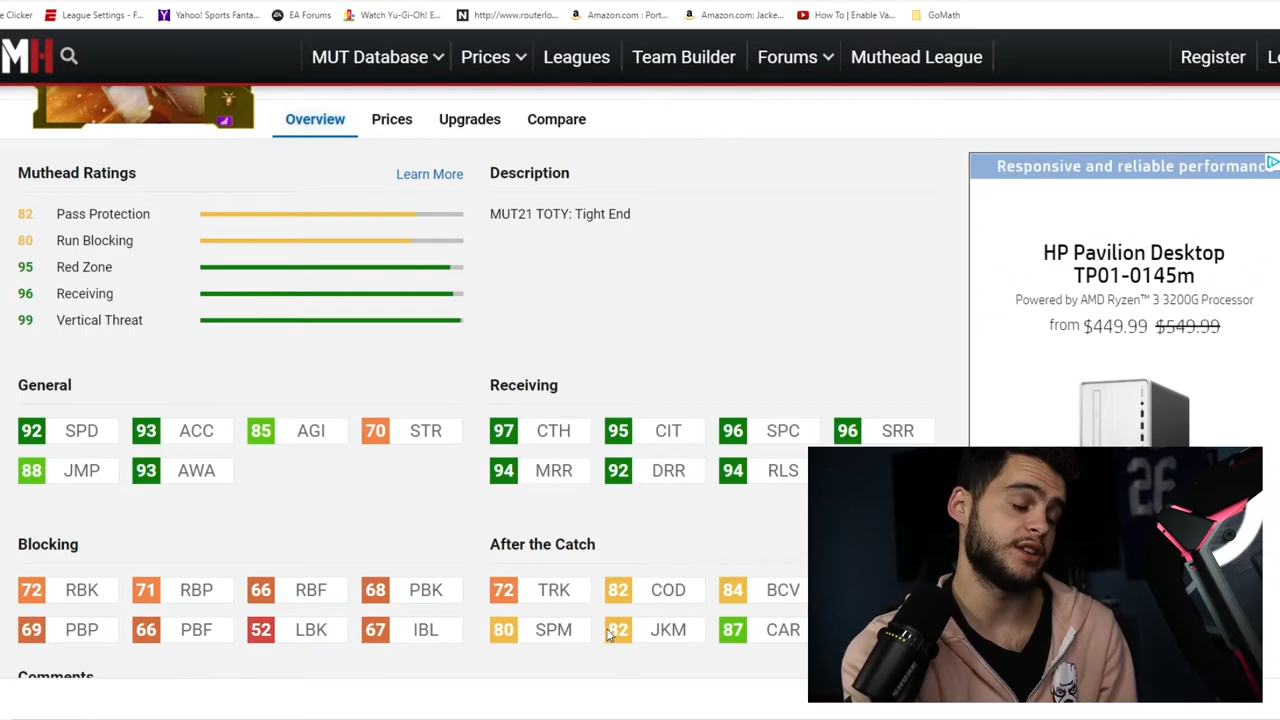 e Clicker League Settings - F... Yahoo! Sports Fanta... EA Forums Watch Yu-Gi-Oh! E... http://www.routerlo... Amazon.com : Port... Amazon.com: Jacke... How To | Enable Va... GoMath
MH MUT Database Prices Leagues Team Builder Forums Muthead League Register
Overview Prices Upgrades Compare
Muthead Ratings Learn More
82 Pass Protection
80 Run Blocking
95 Red Zone
96 Receiving
99 Vertical Threat
Description
MUT21 TOTY: Tight End
Responsive and reliable performanc
HP Pavilion Desktop
TP01-0145m
Powered by AMD Ryzen™ 3 3200G Processor
from $449.99 $549.99
General
92 SPD 93 ACC 85 AGI 70 STR
88 JMP 93 AWA
Receiving
97 CTH 95 CIT 96 SPC 96 SRR
94 MRR 92 DRR 94 RLS
Blocking
72 RBK 71 RBP 66 RBF 68 PBK
69 PBP 66 PBF 52 LBK 67 IBL
After the Catch
72 TRK 82 COD 84 BCV
80 SPM 82 JKM 87 CAR
Comments
26